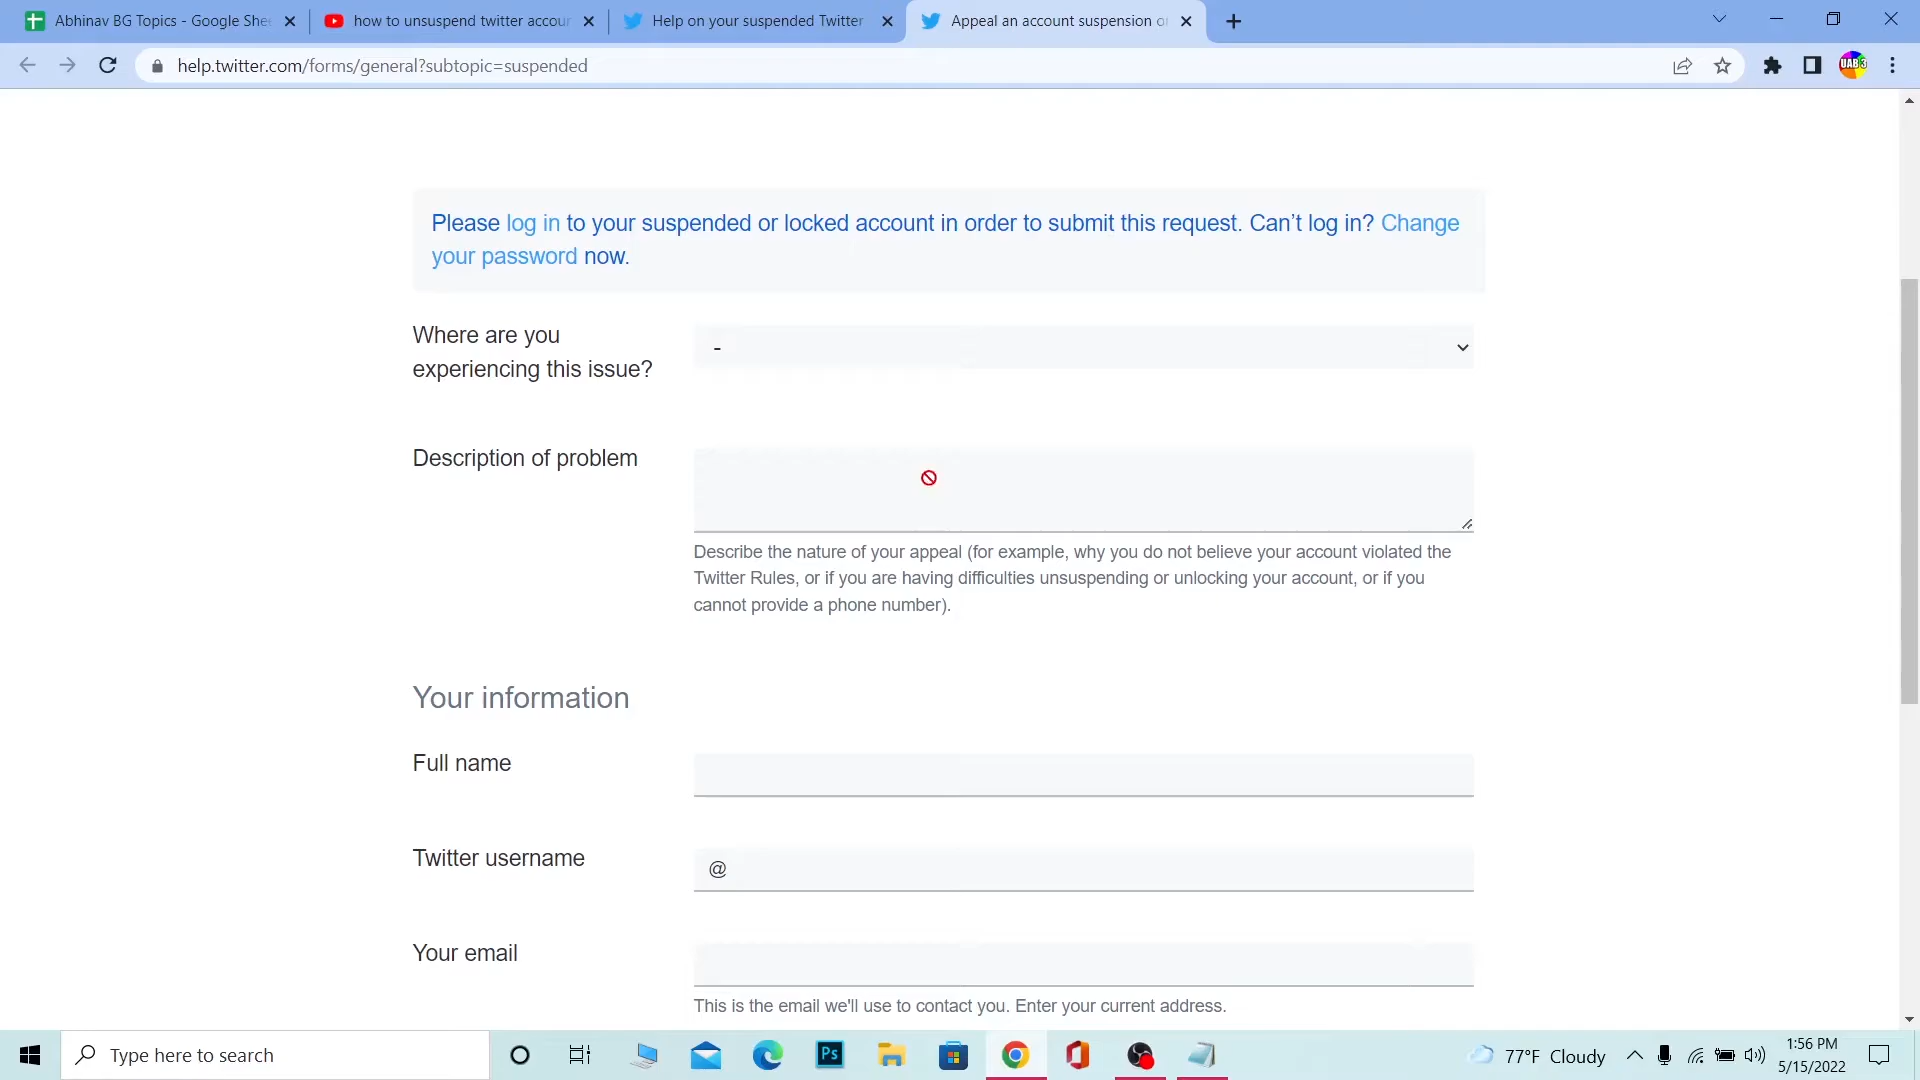 Abhinav BG Topics - Google She
how to unsuspend twitter accour
Help on your suspended Twitter
Appeal an account suspension o
help.twitter.com/forms/general?subtopic=suspended
UAB 3
Please log in to your suspended or locked account in order to submit this request. Can’t log in? Change
your password now.
Where are you
experiencing this issue?
-
Description of problem
Describe the nature of your appeal (for example, why you do not believe your account violated the
Twitter Rules, or if you are having difficulties unsuspending or unlocking your account, or if you
cannot provide a phone number).
Your information
Full name
Twitter username
@
Your email
This is the email we'll use to contact you. Enter your current address.
Type here to search
Ps
77°F Cloudy
1:56 PM
5/15/2022